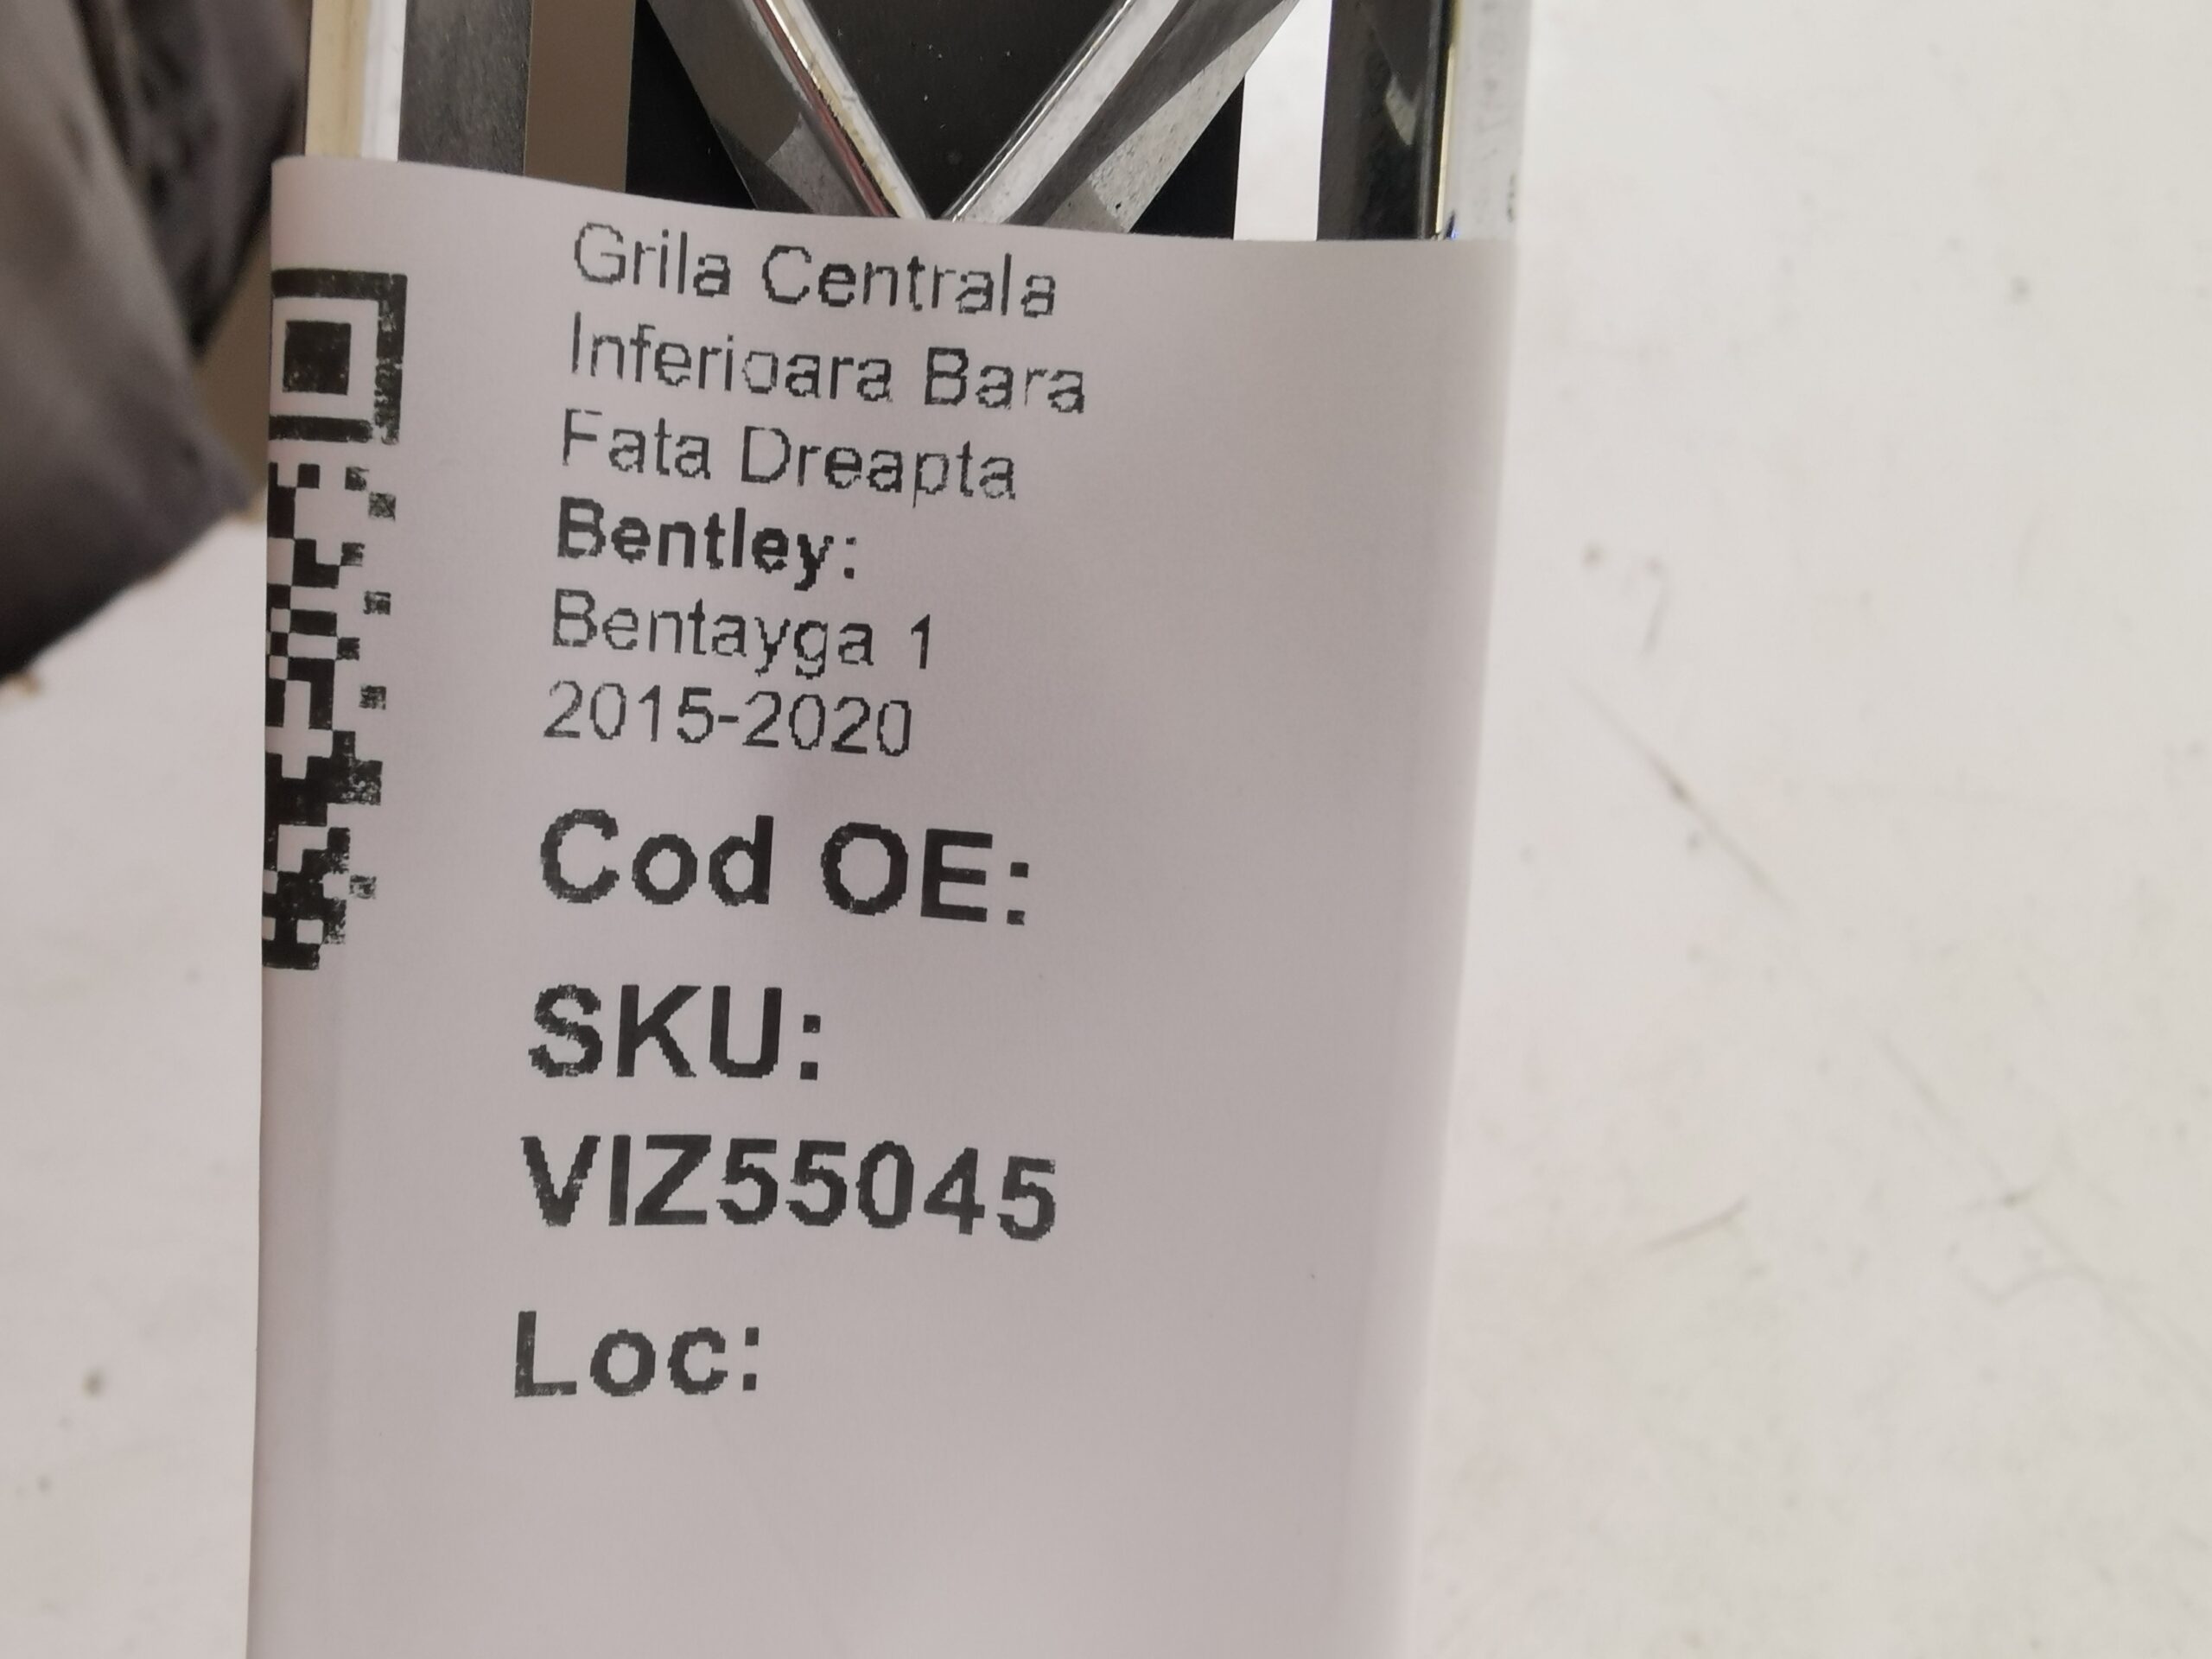 Grila Centrala
Inferioara Bara
Fata Dreapta
Bentley:
Bentayga 1
2015-2020
Cod OE:
SKU:
VIZ55045
Loc: